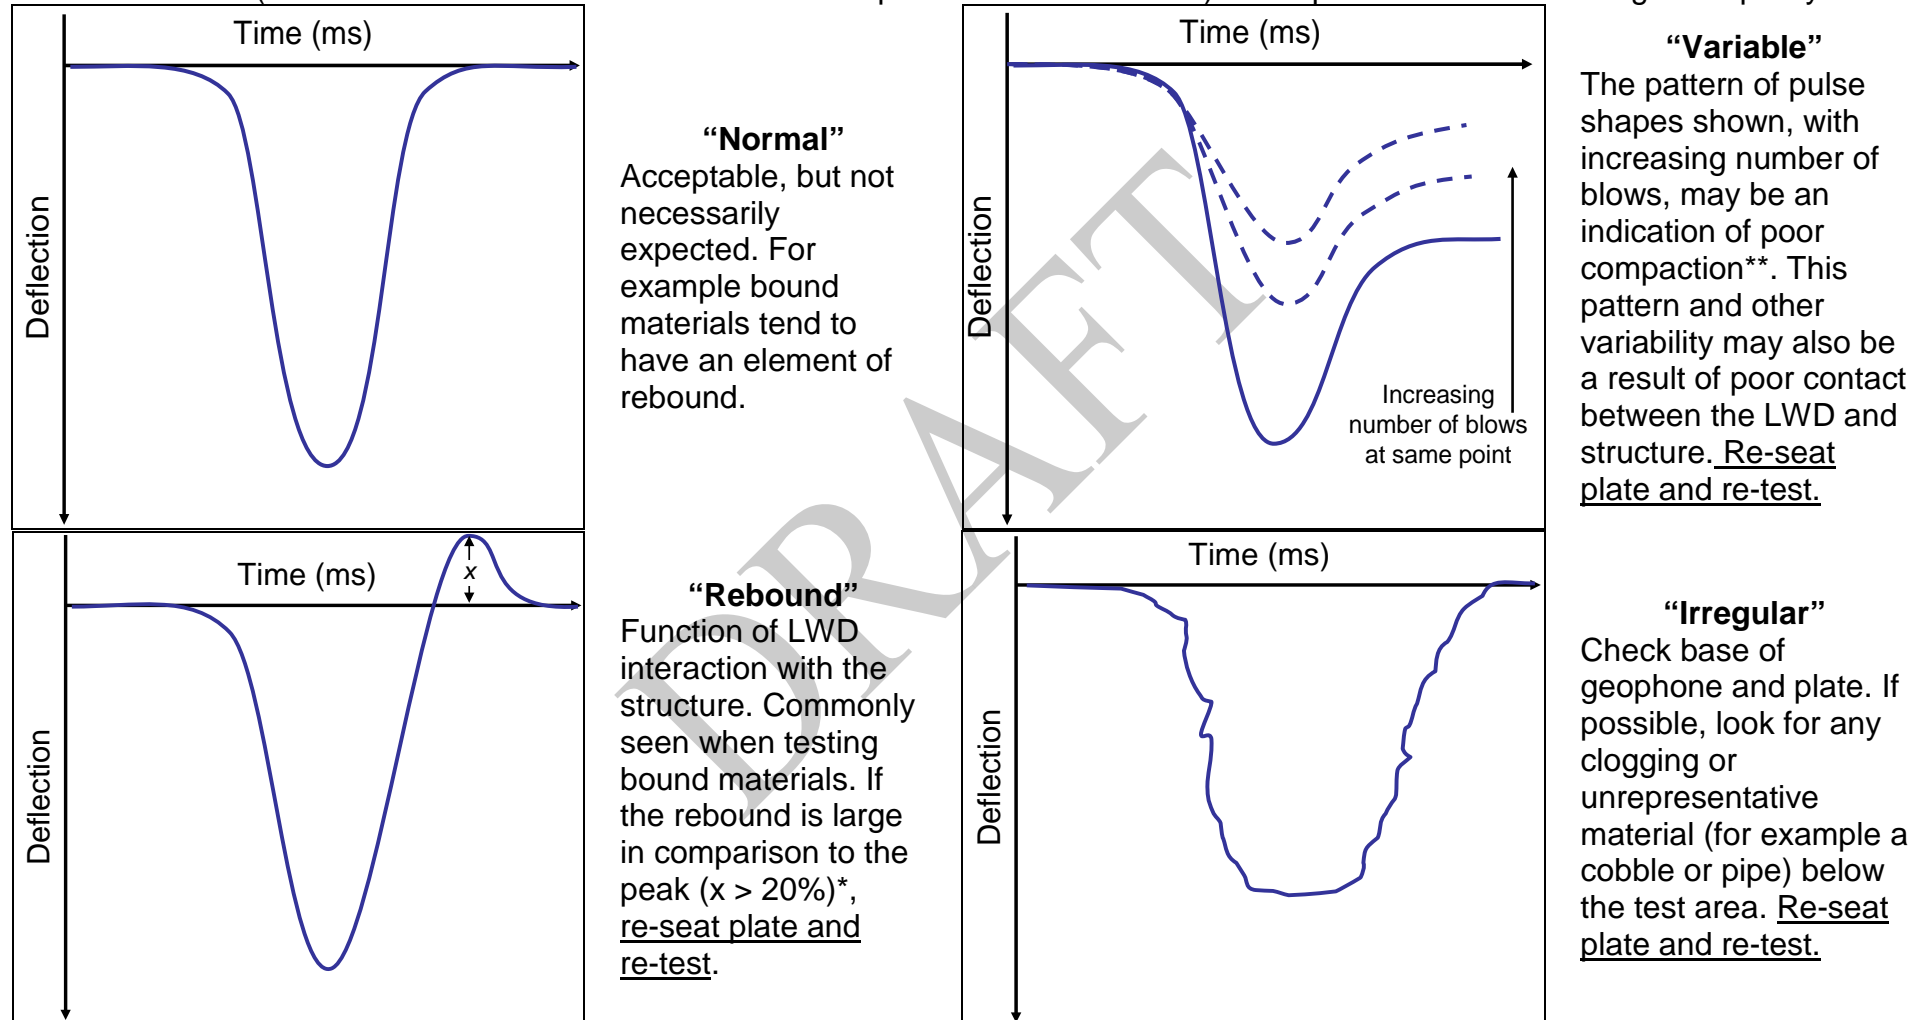 Time (ms)
Deflection
“Normal”
Acceptable, but not
necessarily
expected. For
example bound
materials tend to
have an element of
rebound.
Time (ms)
Deflection
Increasing
number of blows
at same point
“Variable”
The pattern of pulse
shapes shown, with
increasing number of
blows, may be an
indication of poor
compaction**. This
pattern and other
variability may also be
a result of poor contact
between the LWD and
structure. Re-seat
plate and re-test.
Time (ms)
x
Deflection
“Rebound”
Function of LWD
interaction with the
structure. Commonly
seen when testing
bound materials. If
the rebound is large
in comparison to the
peak (x > 20%)*,
re-seat plate and
re-test.
Time (ms)
Deflection
“Irregular”
Check base of
geophone and plate. If
possible, look for any
clogging or
unrepresentative
material (for example a
cobble or pipe) below
the test area. Re-seat
plate and re-test.
DRAFT